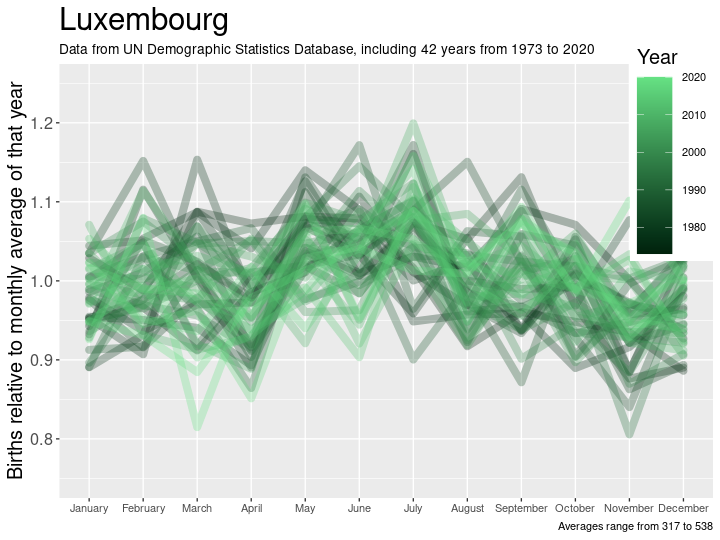 Luxembourg
Data from UN Demographic Statistics Database, including 42 years from 1973 to 2020
Year
2020
2010
2000
1990
1980
Births relative to monthly average of that year
1.2
1.1
1.0
0.9
0.8
January February March April May June July August September October November December
Averages range from 317 to 538